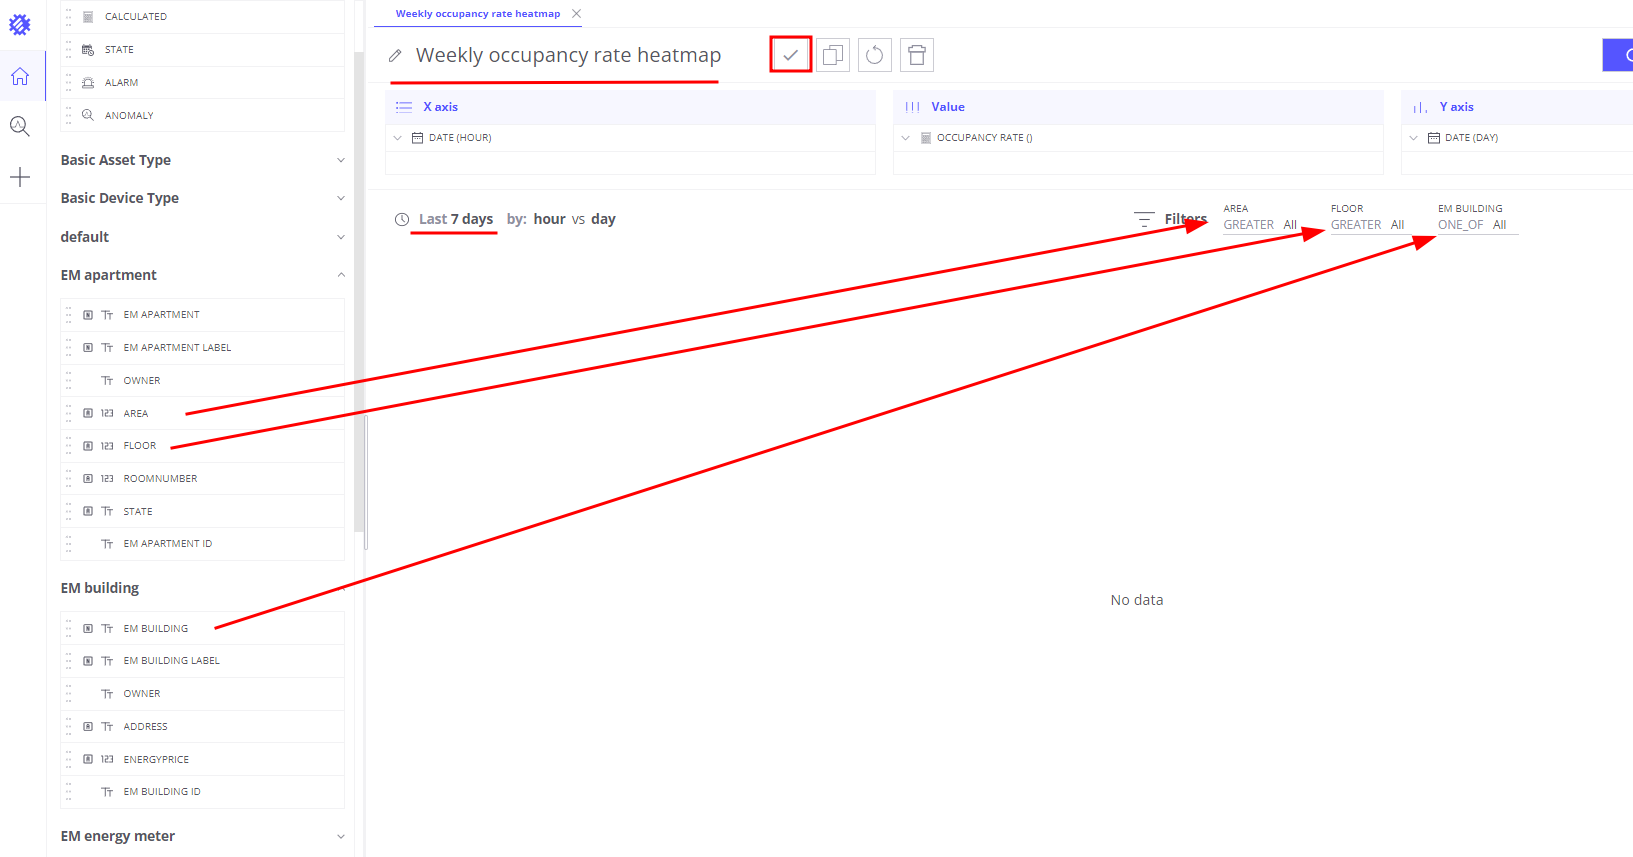 CALCULATED
STATE
ALARM
ANOMALY
Basic Asset Type
Basic Device Type
default
EM apartment
EM APARTMENT
EM APARTMENT LABEL
OWNER
123 AREA
123 FLOOR
123 ROOMNUMBER
STATE
EM APARTMENT ID
EM building
EM BUILDING
EM BUILDING LABEL
OWNER
ADDRESS
123 ENERGYPRICE
EM BUILDING ID
EM energy meter
Weekly occupancy rate heatmap
Weekly occupancy rate heatmap
X axis
DATE (HOUR)
Value
OCCUPANCY RATE ()
Y axis
DATE (DAY)
Last 7 days by: hour vs day
Filters
AREA
GREATER All
FLOOR
GREATER All
EM BUILDING
ONE_OF All
No data